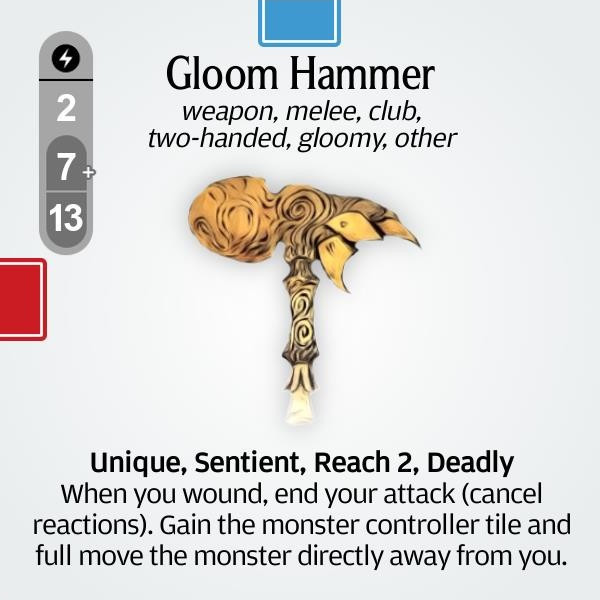 Gloom Hammer
weapon, melee, club,
two-handed, gloomy, other
2
7+
13
Unique, Sentient, Reach 2, Deadly
When you wound, end your attack (cancel
reactions). Gain the monster controller tile and
full move the monster directly away from you.